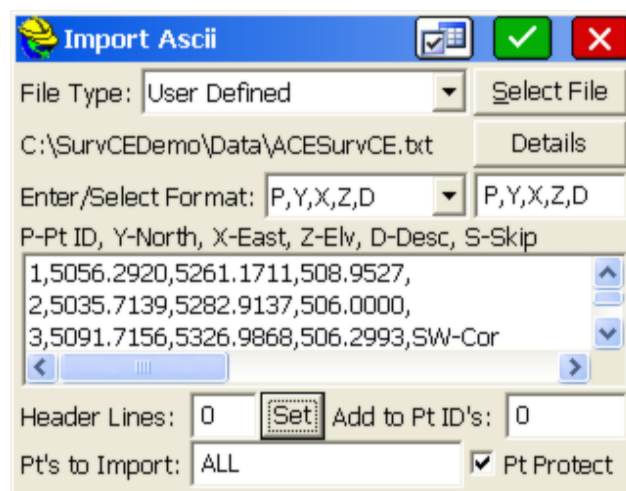 Import Ascii
File Type: User Defined Select File
C:\SurvCEDemo\Data\ACESurvCE.txt Details
Enter/Select Format: P,Y,X,Z,D P,Y,X,Z,D
P-Pt ID, Y-North, X-East, Z-Elv, D-Desc, S-Skip
1,5056.2920,5261.1711,508.9527,
2,5035.7139,5282.9137,506.0000,
3,5091.7156,5326.9868,506.2993,SW-Cor
Header Lines: 0 Set Add to Pt ID's: 0
Pt's to Import: ALL Pt Protect